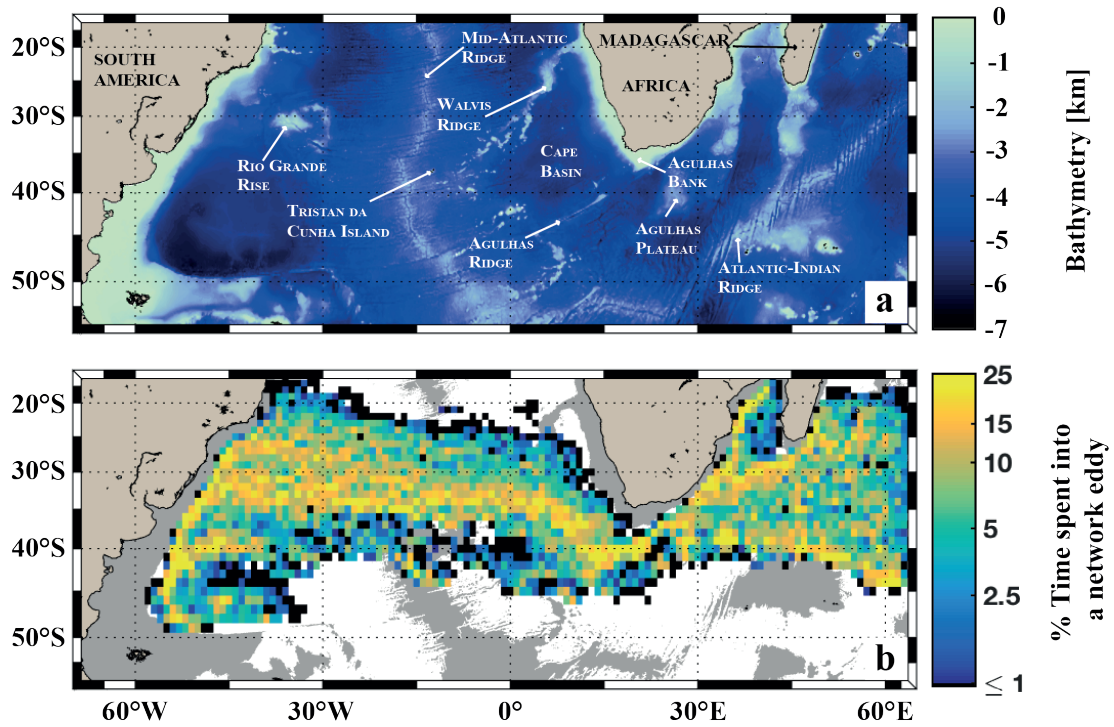 20°S
30°S
40°S
50°S
SOUTH
AMERICA
MID-ATLANTIC
RIDGE
MADAGASCAR
AFRICA
WALVIS
RIDGE
RIO GRANDE
RISE
CAPE
BASIN
AGULHAS
BANK
TRISTAN DA
CUNHA ISLAND
AGULHAS
RIDGE
AGULHAS
PLATEAU
ATLANTIC-INDIAN
RIDGE
a
0
-1
-2
-3
-4
-5
-6
-7
Bathymetry [km]
20°S
30°S
40°S
50°S
b
60°W
30°W
0°
30°E
60°E
25
15
10
5
2.5
≤ 1
% Time spent into
a network eddy